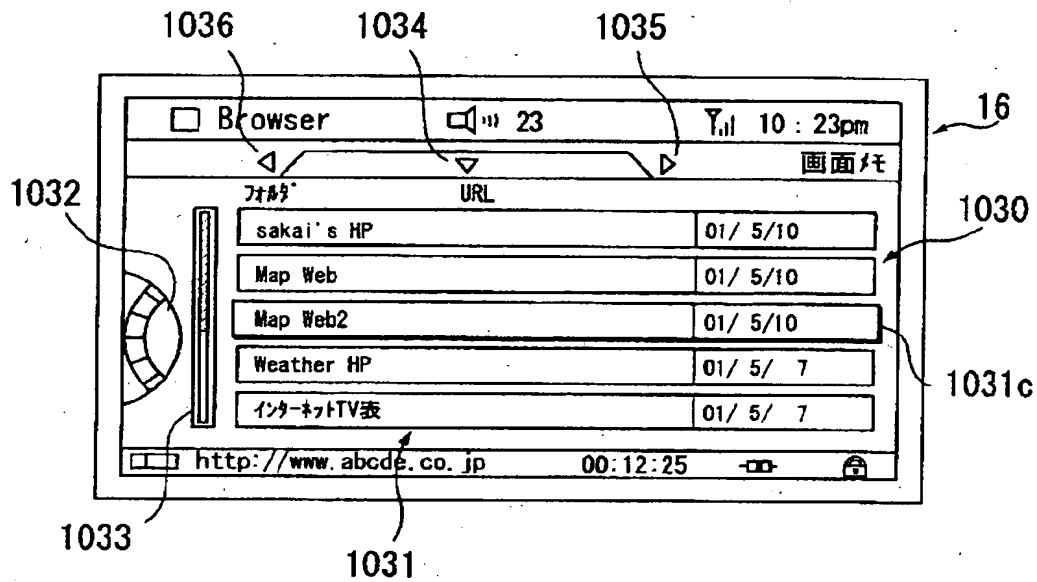 1036 1034 1035
Browser 23 10 : 23pm 16
画面ﾒﾓ
1032 ﾌｫﾙﾀﾞ URL
sakai's HP 01/ 5/10 1030
Map Web 01/ 5/10
Map Web2 01/ 5/10
Weather HP 01/ 5/ 7 1031c
ｲﾝﾀｰﾈｯﾄTV表 01/ 5/ 7
http://www.abcde.co.jp 00:12:25
1033 1031